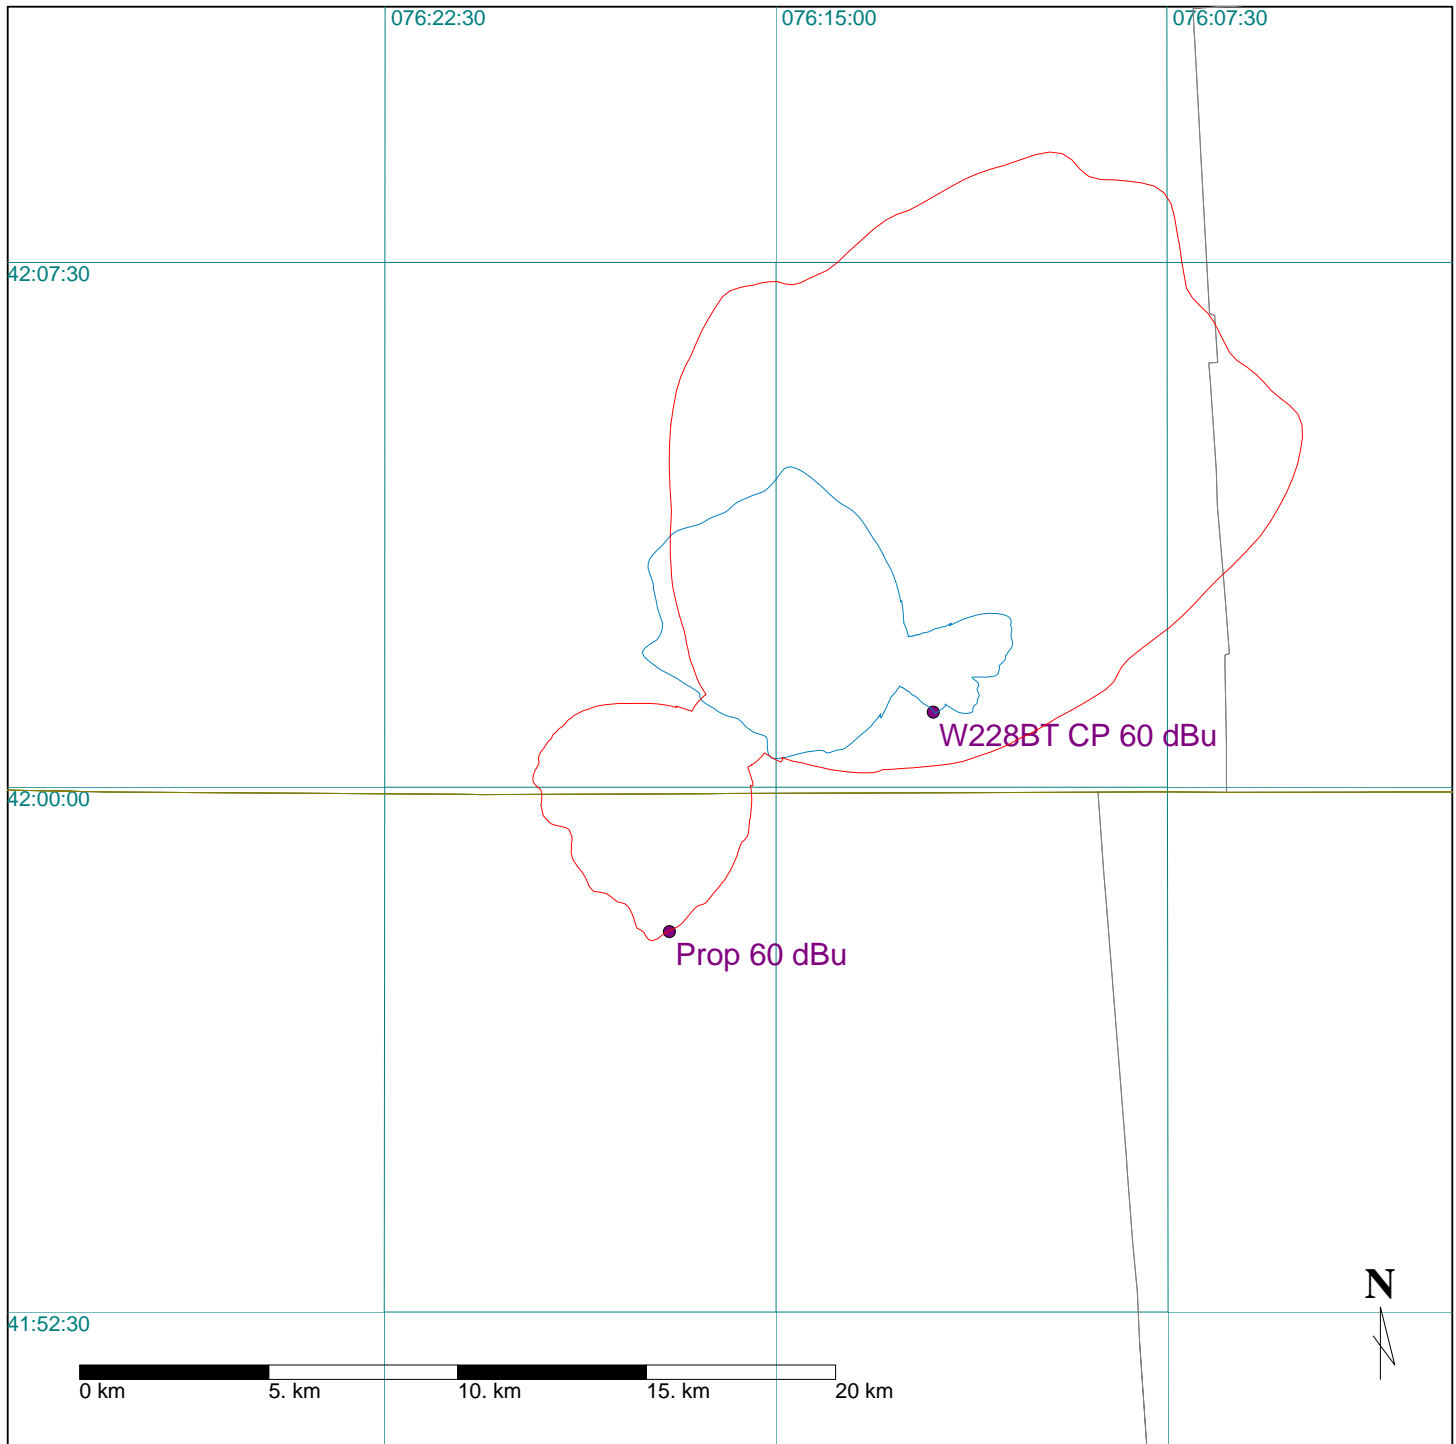 076:22:30
076:15:00
076:07:30
42:07:30
W228BT CP 60 dBu
42:00:00
Prop 60 dBu
N
41:52:30
0 km
5. km
10. km
15. km
20 km